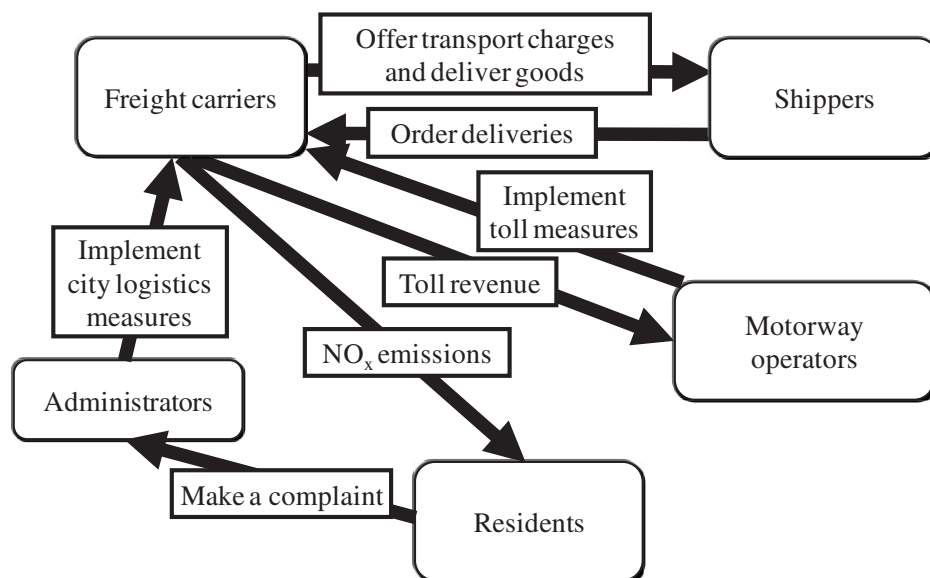 Offer transport charges
and deliver goods
Freight carriers
Shippers
Order deliveries
Implement
toll measures
Implement
city logistics
measures
Toll revenue
Motorway
operators
NOx emissions
Administrators
Make a complaint
Residents